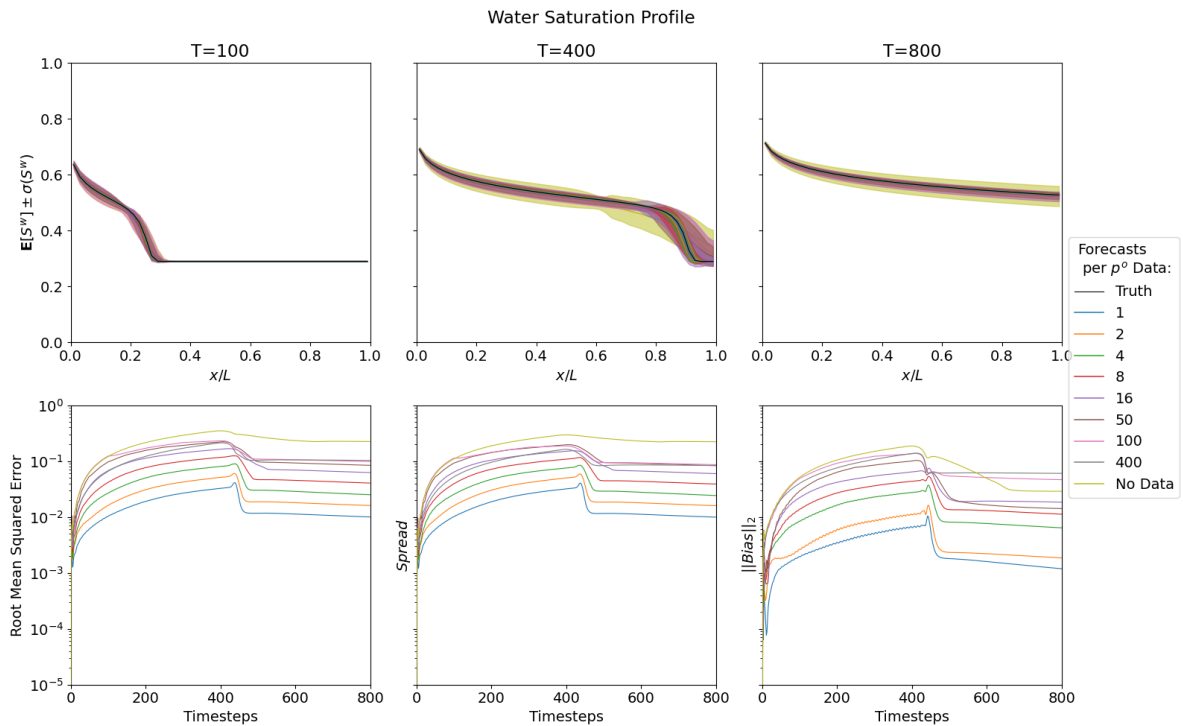 Water Saturation Profile
T=100
T=400
T=800
E[S^w] ± σ(S^w)
1.0
0.8
0.6
0.4
0.2
0.0
0.0 0.2 0.4 0.6 0.8 1.0
x/L
0.0 0.2 0.4 0.6 0.8 1.0
x/L
0.0 0.2 0.4 0.6 0.8 1.0
x/L
Forecasts
per p^o Data:
Truth
1
2
4
8
16
50
100
400
No Data
Root Mean Squared Error
10^0
10^-1
10^-2
10^-3
10^-4
10^-5
0 200 400 600 800
Timesteps
Spread
0 200 400 600 800
Timesteps
||Bias||_2
0 200 400 600 800
Timesteps